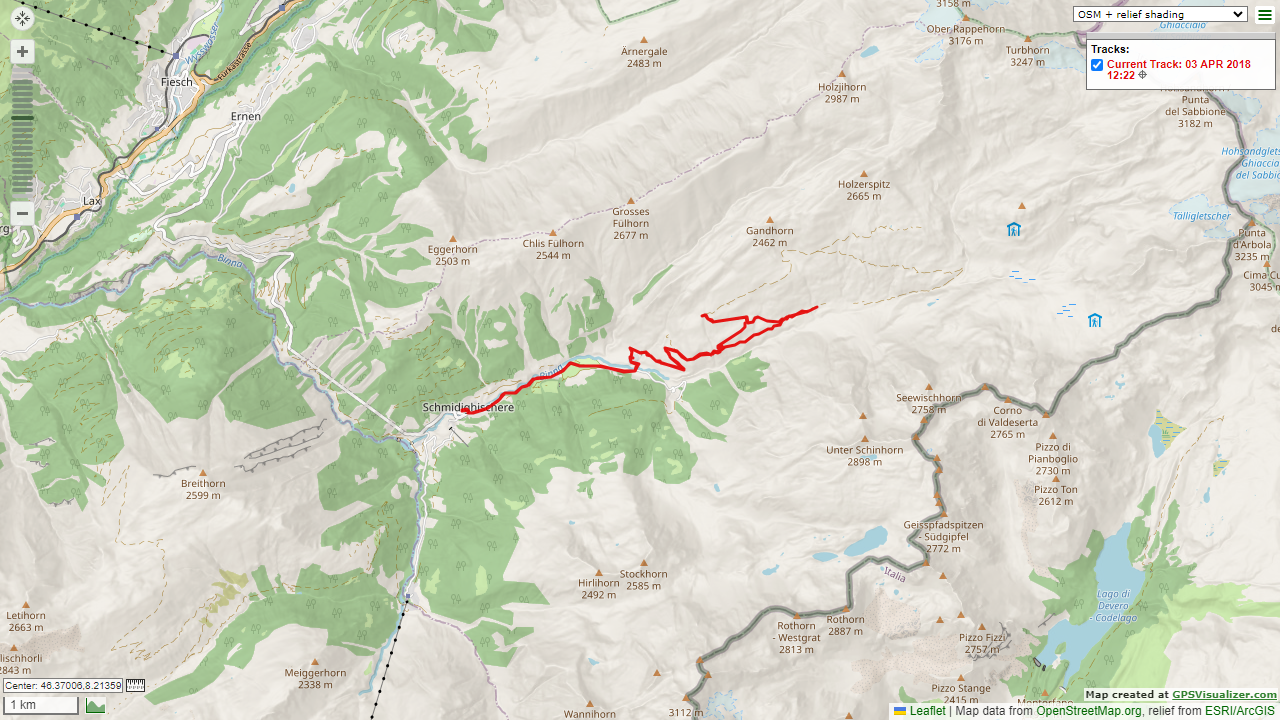 OSM + relief shading
Tracks:
Current Track: 03 APR 2018
12:22
3158 m
Ghiacciaio
Ober Rappehorn
3176 m
Turbhorn
3247 m
Wysswasser
Furkastrasse
Ärnergale
2483 m
Fiesch
Holzjihorn
2987 m
Punta
del Sabbione
3182 m
Ernen
Hohsandgletscher
Ghiacciaio
del Sabbione
Holzerspitz
2665 m
Lax
Grosses
Fülhorn
2677 m
Tälligletscher
Gandhorn
2462 m
Punta
d'Arbola
3235 m
Eggerhorn
2503 m
Chlis Fülhorn
2544 m
Binna
Cima C
3045 m
Binna
Schmidighischere
Seewischhorn
2758 m
Corno
di Valdeserta
2765 m
Unter Schinhorn
2898 m
Pizzo di
Pianboglio
2730 m
Breithorn
2599 m
Pizzo Ton
2612 m
Geisspfadspitzen
- Südgipfel
2772 m
Italia
Stockhorn
2585 m
Hirlihorn
2492 m
Lago di
Devero
- Codelago
Letihorn
2663 m
Rothorn
- Westgrat
2813 m
Rothorn
2887 m
Pizzo Fizzi
2757 m
lischhorli
2843 m
Meiggerhorn
2338 m
Pizzo Stange
2415 m
Center: 46.37006,8.21359
1 km
Wannihorn
3112 m
Map created at GPSVisualizer.com
Leaflet | Map data from OpenStreetMap.org, relief from ESRI/ArcGIS